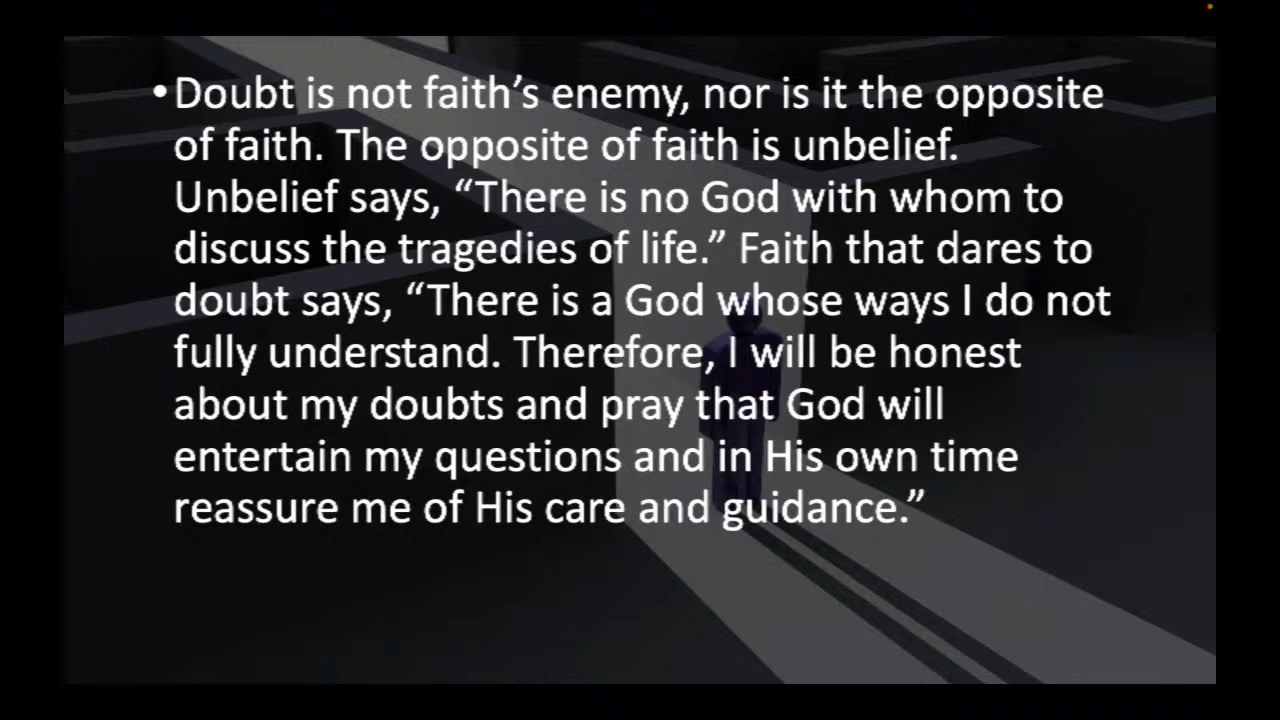 •Doubt is not faith’s enemy, nor is it the opposite
of faith. The opposite of faith is unbelief.
Unbelief says, “There is no God with whom to
discuss the tragedies of life.” Faith that dares to
doubt says, “There is a God whose ways I do not
fully understand. Therefore, I will be honest
about my doubts and pray that God will
entertain my questions and in His own time
reassure me of His care and guidance.”